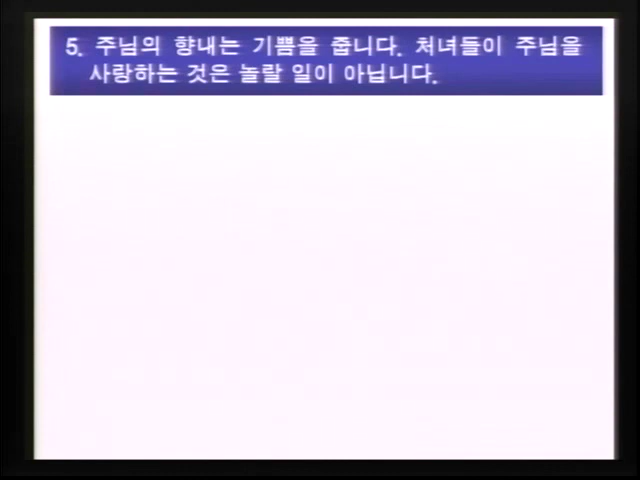 5. 주님의 향내는 기쁨을 줍니다. 처녀들이 주님을
사랑하는 것은 놀랄 일이 아닙니다.